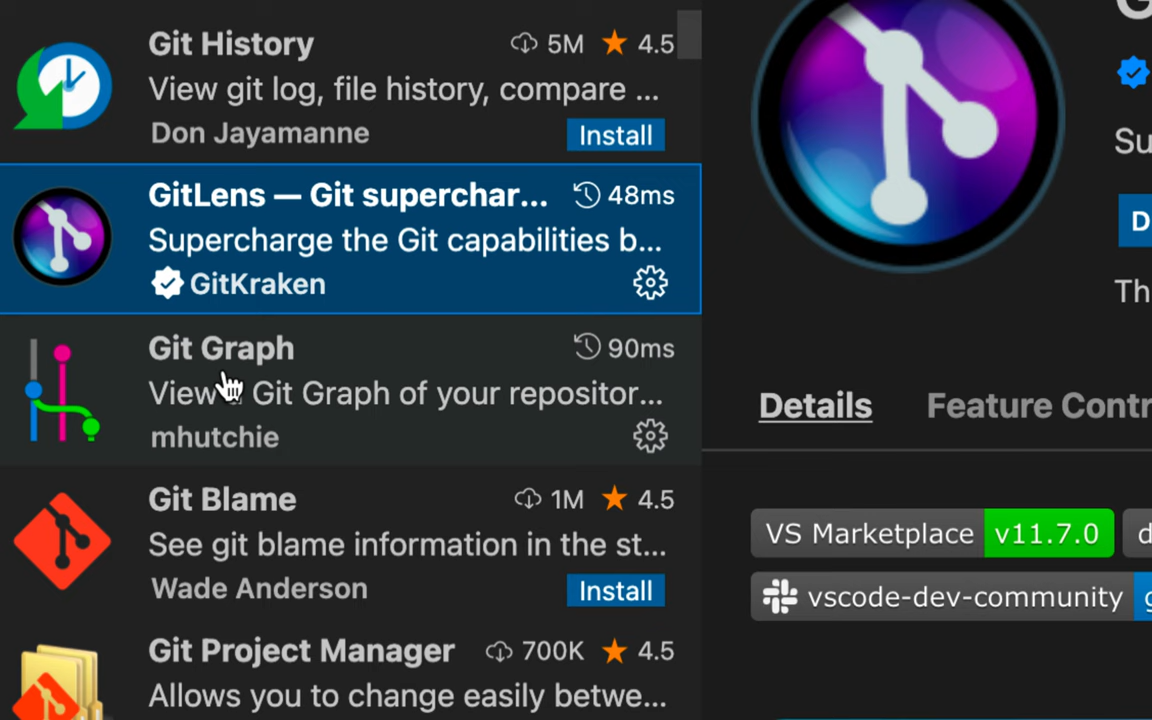 Git History 5M 4.5
View git log, file history, compare ...
Don Jayamanne Install
GitLens — Git superchar... 48ms
Supercharge the Git capabilities b...
GitKraken
Git Graph 90ms
View Git Graph of your repositor...
mhutchie
Git Blame 1M 4.5
See git blame information in the st...
Wade Anderson Install
Git Project Manager 700K 4.5
Allows you to change easily betwe...
G
Su
D
Th
Details Feature Contr
VS Marketplace v11.7.0 d
vscode-dev-community g